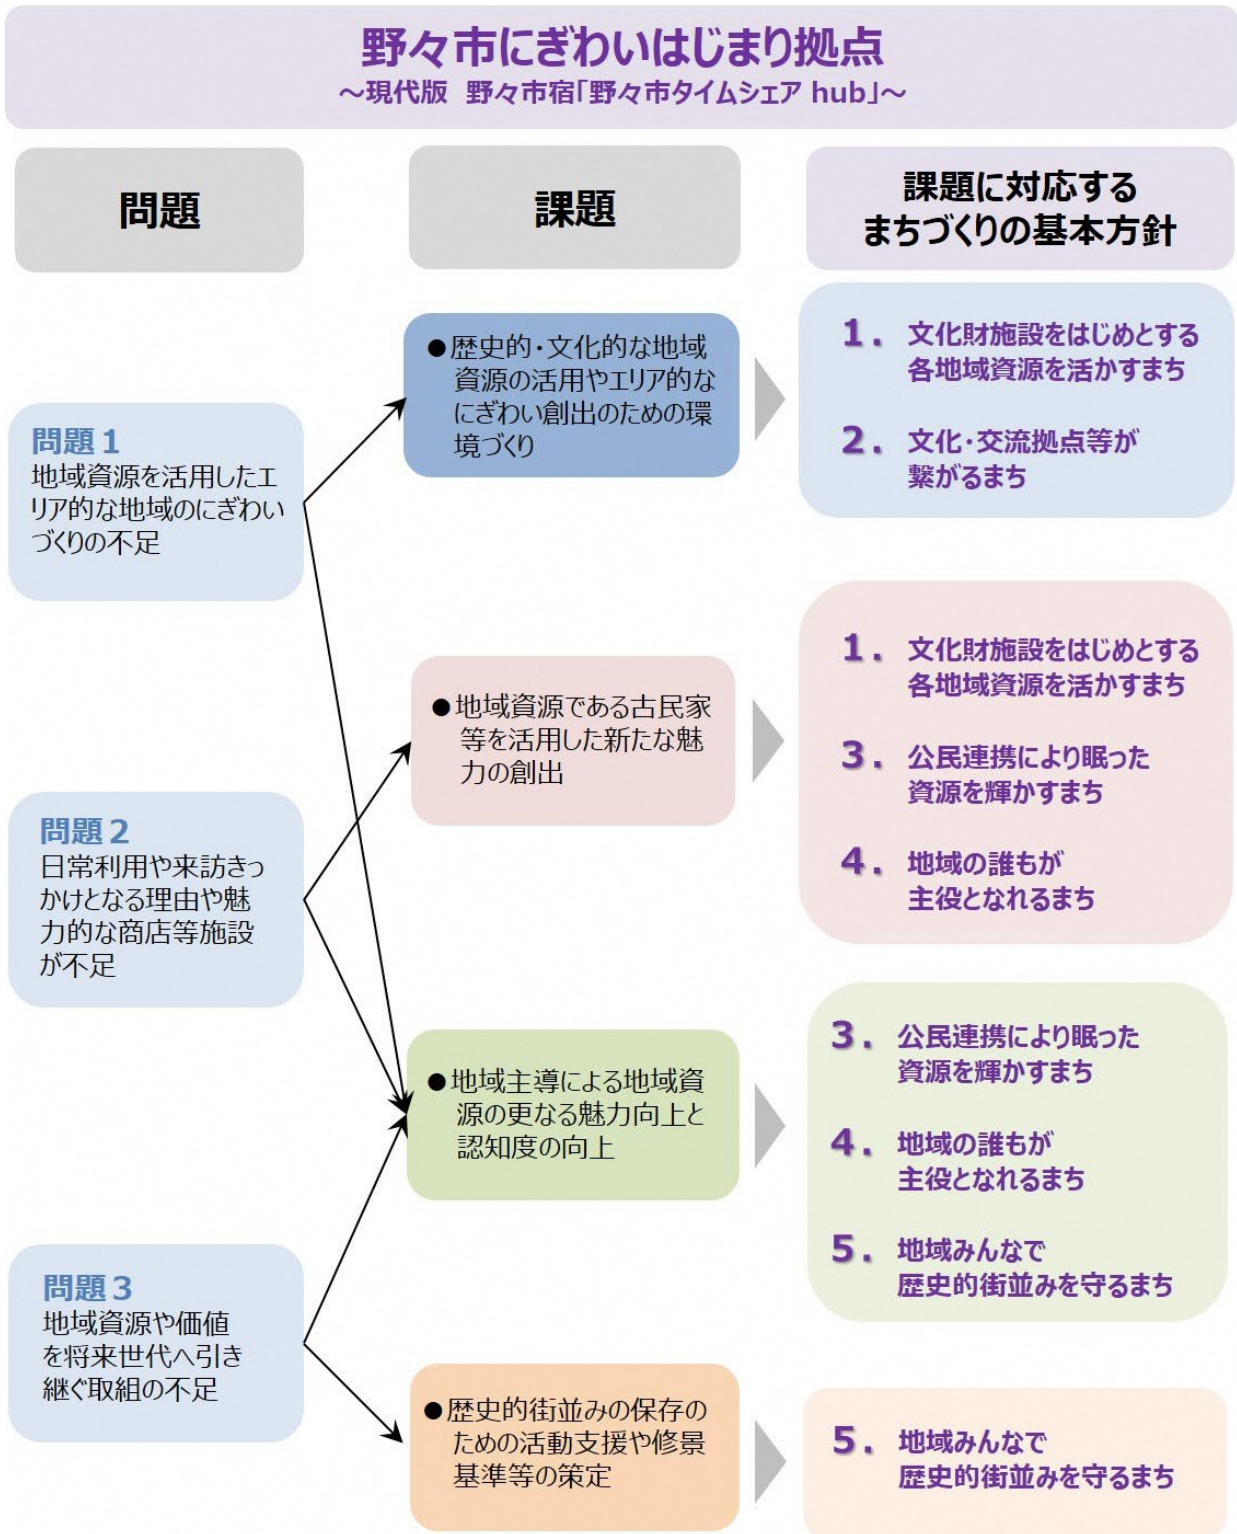 野々市にぎわいはじまり拠点
～現代版 野々市宿「野々市タイムシェア hub」～
問題
課題
課題に対応する
まちづくりの基本方針
問題１
地域資源を活用したエ
リア的な地域のにぎわい
づくりの不足
問題２
日常利用や来訪きっ
かけとなる理由や魅
力的な商店等施設
が不足
問題３
地域資源や価値
を将来世代へ引き
継ぐ取組の不足
●歴史的・文化的な地域
資源の活用やエリア的な
にぎわい創出のための環
境づくり
●地域資源である古民家
等を活用した新たな魅
力の創出
●地域主導による地域資
源の更なる魅力向上と
認知度の向上
●歴史的街並みの保存の
ための活動支援や修景
基準等の策定
１． 文化財施設をはじめとする
各地域資源を活かすまち
２． 文化・交流拠点等が
繋がるまち
１． 文化財施設をはじめとする
各地域資源を活かすまち
３． 公民連携により眠った
資源を輝かすまち
４． 地域の誰もが
主役となれるまち
３． 公民連携により眠った
資源を輝かすまち
４． 地域の誰もが
主役となれるまち
５． 地域みんなで
歴史的街並みを守るまち
５． 地域みんなで
歴史的街並みを守るまち